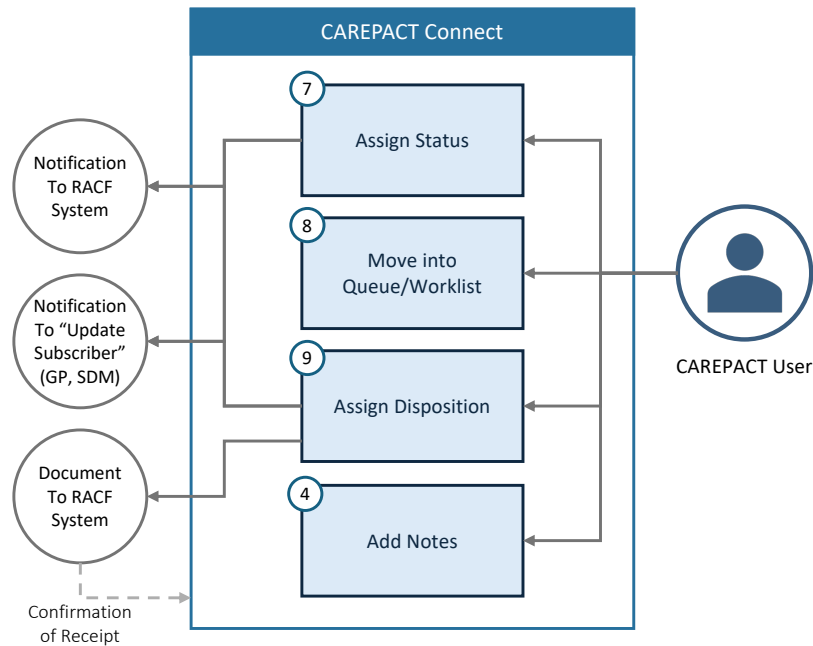 CAREPACT Connect
7
Assign Status
8
Move into
Queue/Worklist
9
Assign Disposition
4
Add Notes
Notification
To RACF
System
Notification
To “Update
Subscriber”
(GP, SDM)
Document
To RACF
System
Confirmation
of Receipt
CAREPACT User